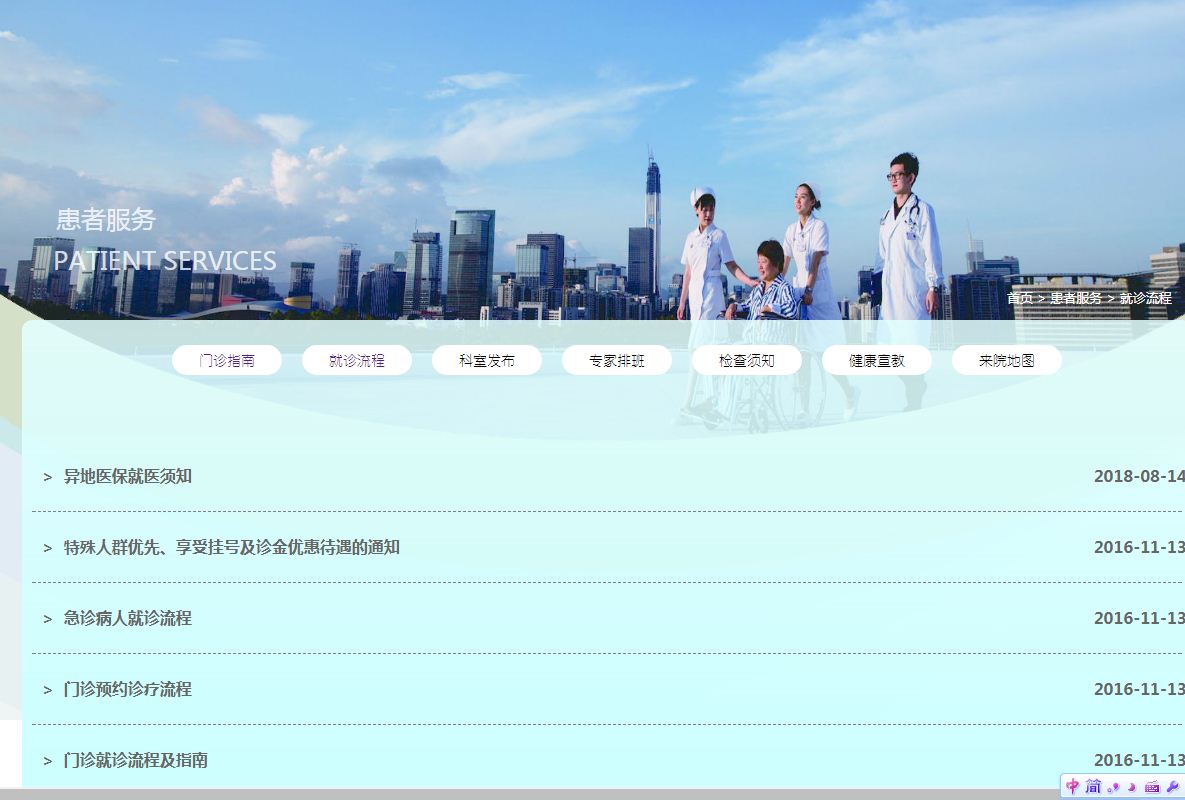 患者服务
PATIENT SERVICES
首页 > 患者服务 > 就诊流程
门诊指南 就诊流程 科室发布 专家排班 检查须知 健康宣教 来院地图
> 异地医保就医须知 2018-08-14
> 特殊人群优先、享受挂号及诊金优惠待遇的通知 2016-11-13
> 急诊病人就诊流程 2016-11-13
> 门诊预约诊疗流程 2016-11-13
> 门诊就诊流程及指南 2016-11-13
中 简